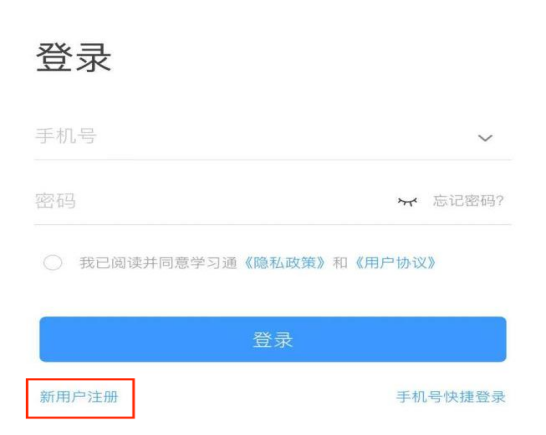 登录
手机号
密码 忘记密码?
我已阅读并同意学习通《隐私政策》和《用户协议》
登录
新用户注册 手机号快捷登录